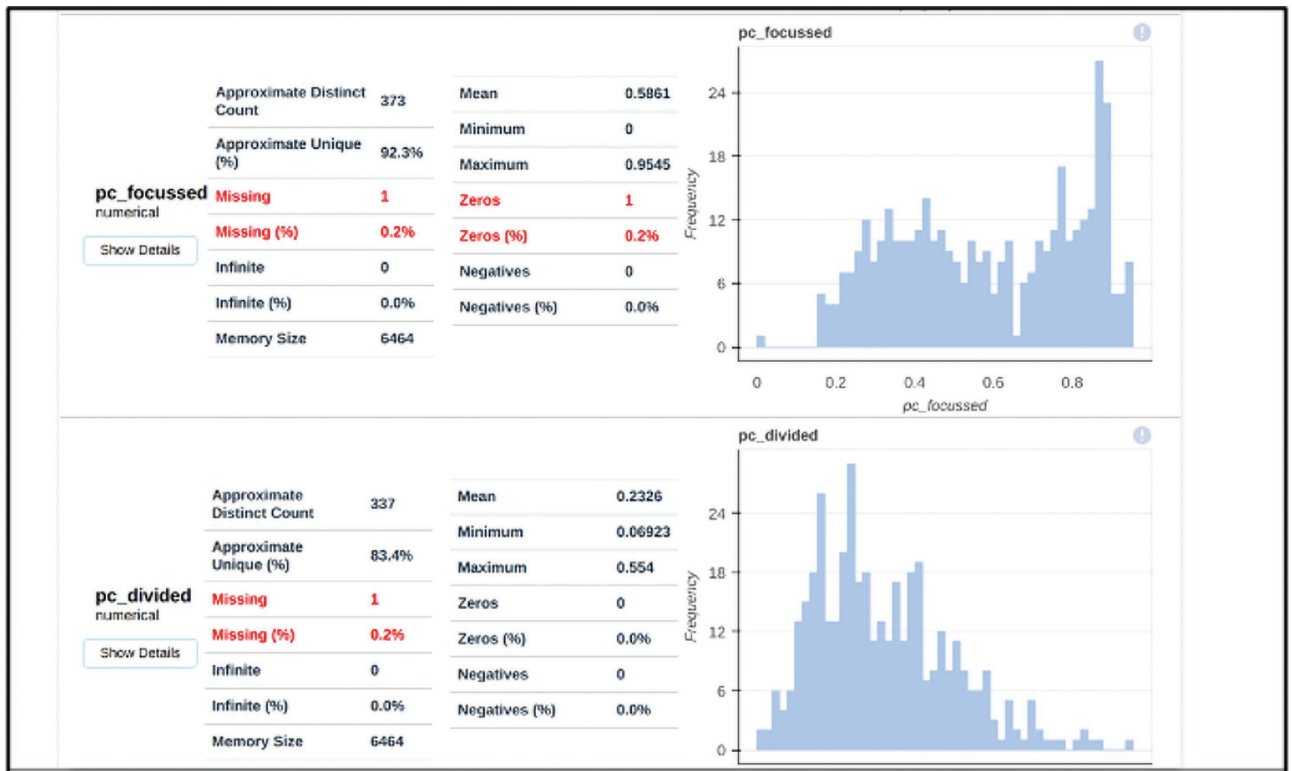 pc_focussed
numerical
Show Details
Approximate Distinct
Count
373
Approximate Unique
(%)
92.3%
Missing 1
Missing (%) 0.2%
Infinite 0
Infinite (%) 0.0%
Memory Size 6464
Mean 0.5861
Minimum 0
Maximum 0.9545
Zeros 1
Zeros (%) 0.2%
Negatives 0
Negatives (%) 0.0%
pc_focussed
!
Frequency
24
18
12
6
0
0 0.2 0.4 0.6 0.8
pc_focussed
pc_divided
numerical
Show Details
Approximate
Distinct Count
337
Approximate
Unique (%)
83.4%
Missing 1
Missing (%) 0.2%
Infinite 0
Infinite (%) 0.0%
Memory Size 6464
Mean 0.2326
Minimum 0.06923
Maximum 0.554
Zeros 0
Zeros (%) 0.0%
Negatives 0
Negatives (%) 0.0%
pc_divided
!
Frequency
24
18
12
6
0